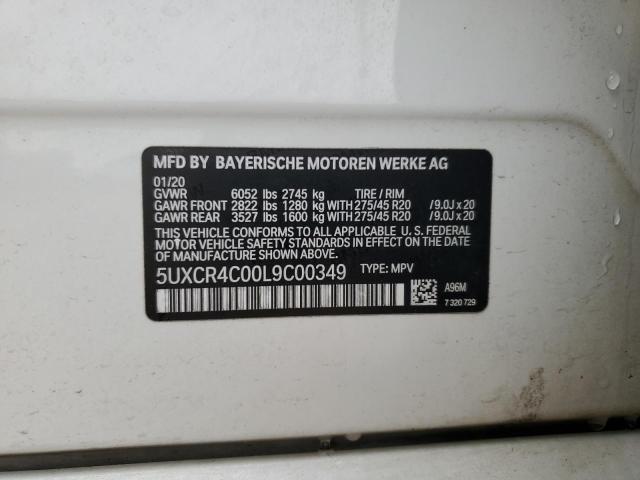 MFD BY BAYERISCHE MOTOREN WERKE AG
01/20
GVWR 6052 lbs 2745 kg TIRE / RIM
GAWR FRONT 2822 lbs 1280 kg WITH 275/45 R20 /9.0J x 20
GAWR REAR 3527 lbs 1600 kg WITH 275/45 R20 /9.0J x 20
THIS VEHICLE CONFORMS TO ALL APPLICABLE U. S. FEDERAL
MOTOR VEHICLE SAFETY STANDARDS IN EFFECT ON THE DATE
OF MANUFACTURE SHOWN ABOVE.
5UXCR4C00L9C00349 TYPE: MPV
A96M
7 320 729